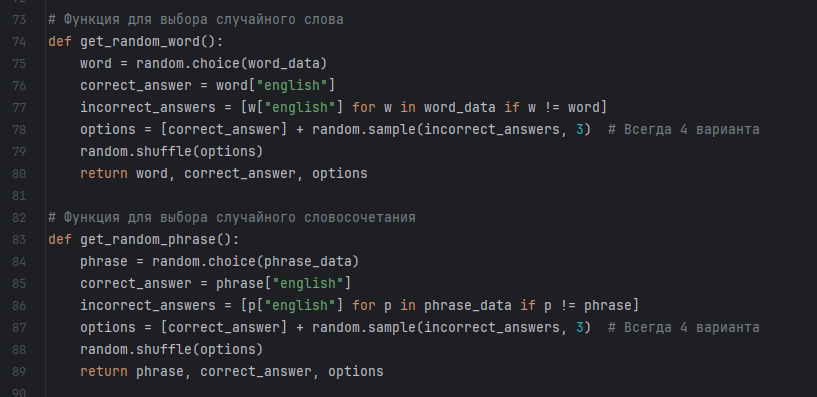 73 # Функция для выбора случайного слова
74 def get_random_word():
75     word = random.choice(word_data)
76     correct_answer = word["english"]
77     incorrect_answers = [w["english"] for w in word_data if w != word]
78     options = [correct_answer] + random.sample(incorrect_answers, 3)  # Всегда 4 варианта
79     random.shuffle(options)
80     return word, correct_answer, options
81
82 # Функция для выбора случайного словосочетания
83 def get_random_phrase():
84     phrase = random.choice(phrase_data)
85     correct_answer = phrase["english"]
86     incorrect_answers = [p["english"] for p in phrase_data if p != phrase]
87     options = [correct_answer] + random.sample(incorrect_answers, 3)  # Всегда 4 варианта
88     random.shuffle(options)
89     return phrase, correct_answer, options
90